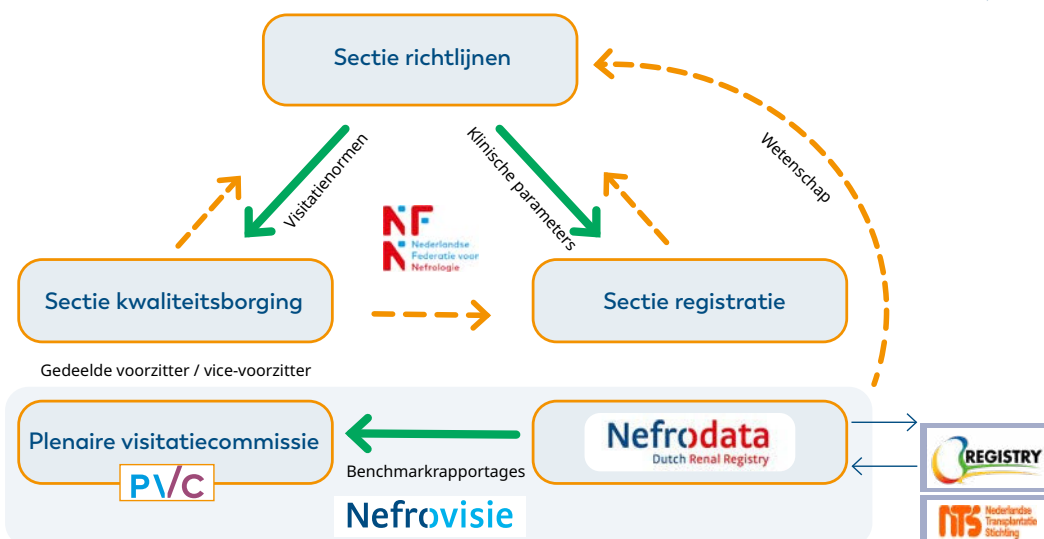 Sectie richtlijnen
Visitatienormen
Klinische parameters
Wetenschap
NF
N
Nederlandse
Federatie voor
Nefrologie
Sectie kwaliteitsborging
Sectie registratie
Gedeelde voorzitter / vice-voorzitter
Plenaire visitatiecommissie
PVC
Benchmarkrapportages
Nefrodata
Dutch Renal Registry
Nefrovisie
REGISTRY
NTS
Nederlandse
Transplantatie
Stichting